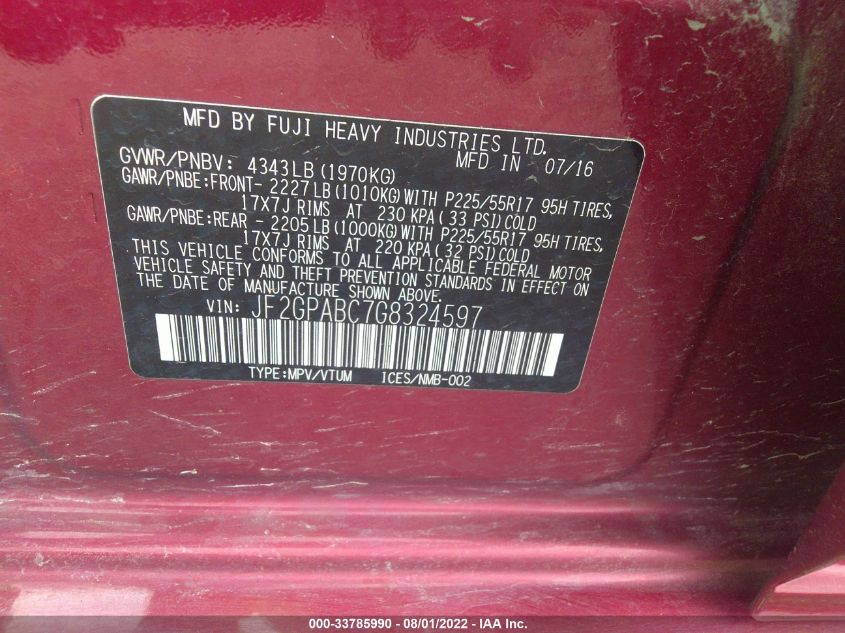 MFD BY FUJI HEAVY INDUSTRIES LTD.
GVWR/PNBV: 4343LB (1970KG) MFD IN 07/16
GAWR/PNBE:FRONT- 2227LB(1010KG)WITH P225/55R17 95H TIRES,
17X7J RIMS AT 230 KPA(33 PSI)COLD
GAWR/PNBE:REAR - 2205LB(1000KG)WITH P225/55R17 95H TIRES,
17X7J RIMS AT 220 KPA(32 PSI)COLD
THIS VEHICLE CONFORMS TO ALL APPLICABLE FEDERAL MOTOR
VEHICLE SAFETY AND THEFT PREVENTION STANDARDS IN EFFECT ON
THE DATE OF MANUFACTURE SHOWN ABOVE.
VIN: JF2GPABC7G8324597
TYPE:MPV/VTUM ICES/NMB-002
000-33785990 - 08/01/2022 - IAA Inc.